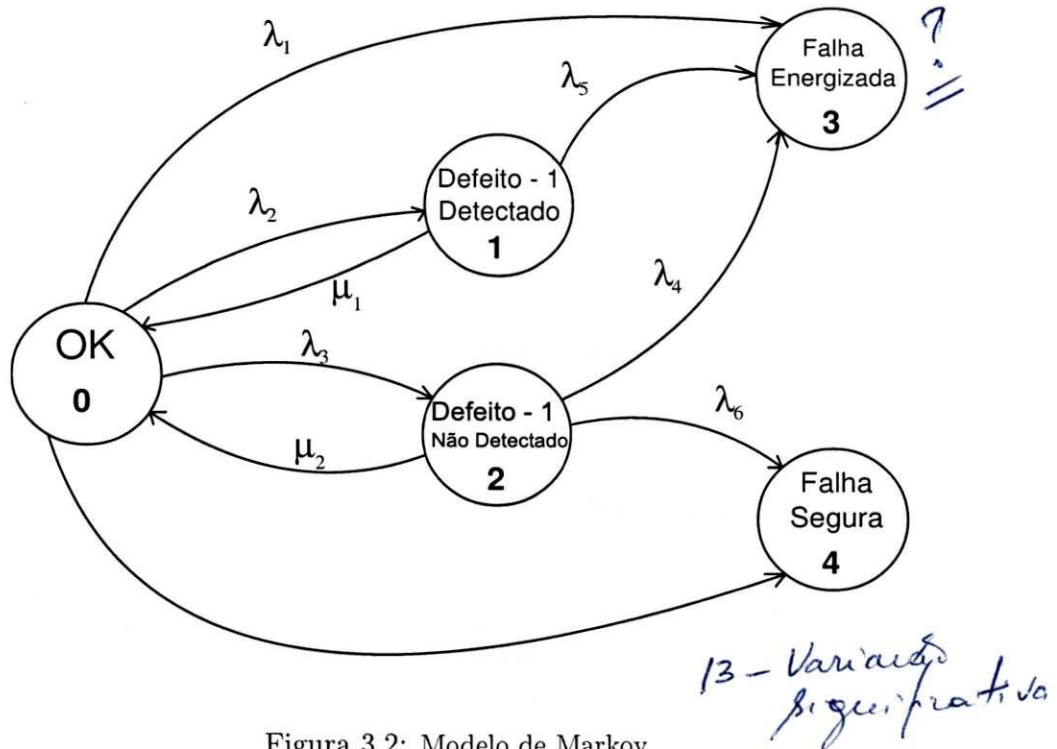 λ1
Falha
Energizada
3
?
λ5
Defeito - 1
Detectado
1
λ2
μ1
λ4
OK
0
λ3
Defeito - 1
Não Detectado
2
μ2
λ6
Falha
Segura
4
13 - Variação
significativa
Figura 3.2: Modelo de Markov